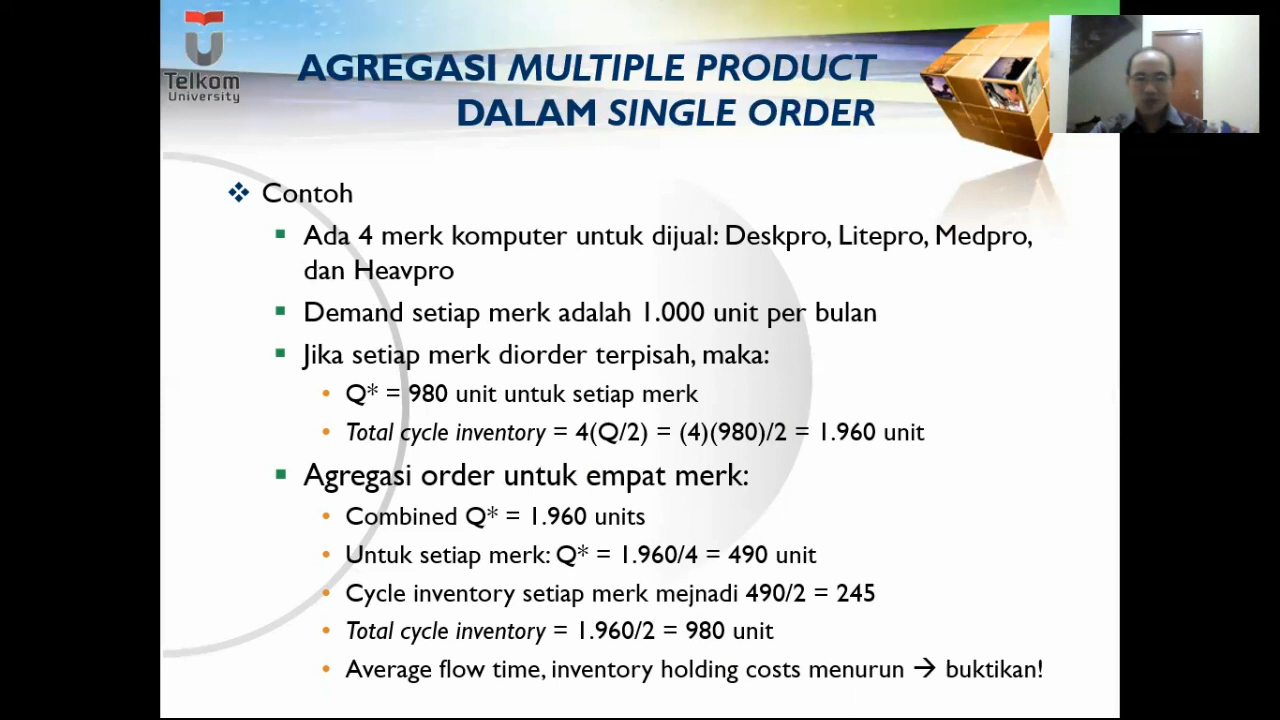 Telkom
University
AGREGASI MULTIPLE PRODUCT
DALAM SINGLE ORDER
Contoh
Ada 4 merk komputer untuk dijual: Deskpro, Litepro, Medpro,
dan Heavpro
Demand setiap merk adalah 1.000 unit per bulan
Jika setiap merk diorder terpisah, maka:
Q* = 980 unit untuk setiap merk
Total cycle inventory = 4(Q/2) = (4)(980)/2 = 1.960 unit
Agregasi order untuk empat merk:
Combined Q* = 1.960 units
Untuk setiap merk: Q* = 1.960/4 = 490 unit
Cycle inventory setiap merk mejnadi 490/2 = 245
Total cycle inventory = 1.960/2 = 980 unit
Average flow time, inventory holding costs menurun → buktikan!